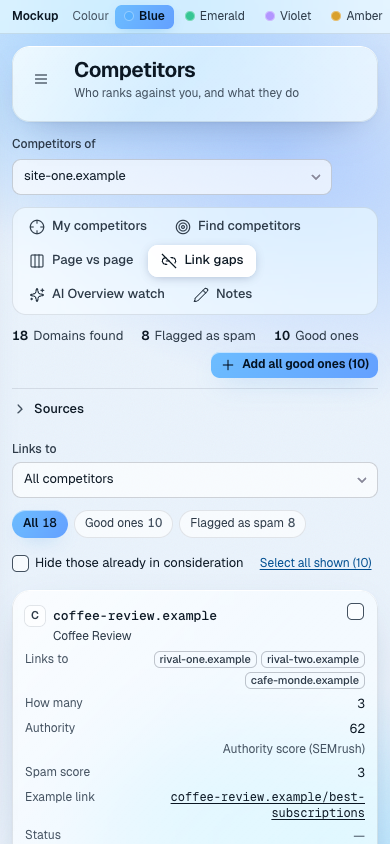 Mockup Colour Blue Emerald Violet Amber
Competitors
Who ranks against you, and what they do
Competitors of
site-one.example
My competitors Find competitors
Page vs page Link gaps
AI Overview watch Notes
18 Domains found 8 Flagged as spam 10 Good ones
Add all good ones (10)
Sources
Links to
All competitors
All 18 Good ones 10 Flagged as spam 8
Hide those already in consideration Select all shown (10)
C coffee-review.example
Coffee Review
Links to rival-one.example rival-two.example
cafe-monde.example
How many 3
Authority 62
Authority score (SEMrush)
Spam score 3
Example link coffee-review.example/best-
subscriptions
Status —